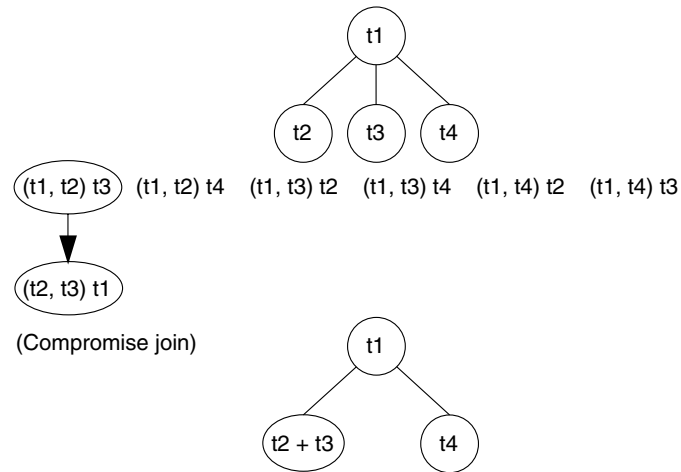 t1
t2 t3 t4
(t1, t2) t3 (t1, t2) t4 (t1, t3) t2 (t1, t3) t4 (t1, t4) t2 (t1, t4) t3
(t2, t3) t1
(Compromise join)
t1
t2 + t3 t4